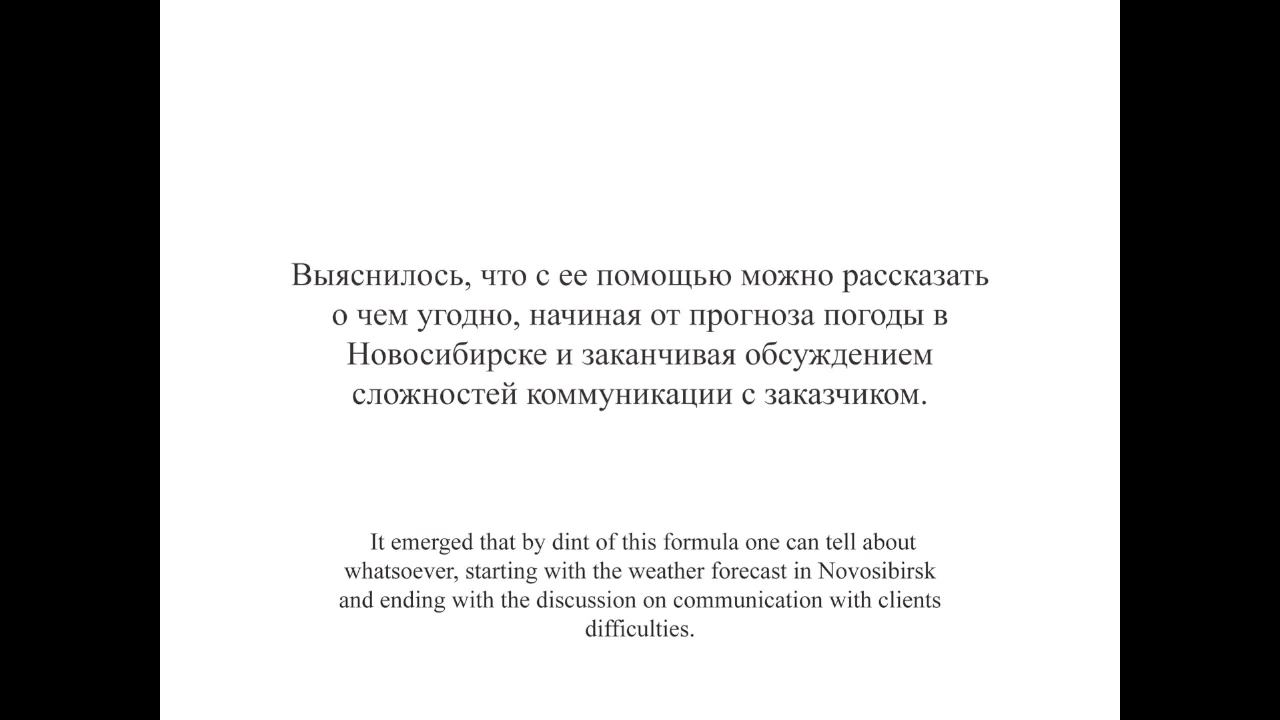 Выяснилось, что с ее помощью можно рассказать
о чем угодно, начиная от прогноза погоды в
Новосибирске и заканчивая обсуждением
сложностей коммуникации с заказчиком.
It emerged that by dint of this formula one can tell about
whatsoever, starting with the weather forecast in Novosibirsk
and ending with the discussion on communication with clients
difficulties.